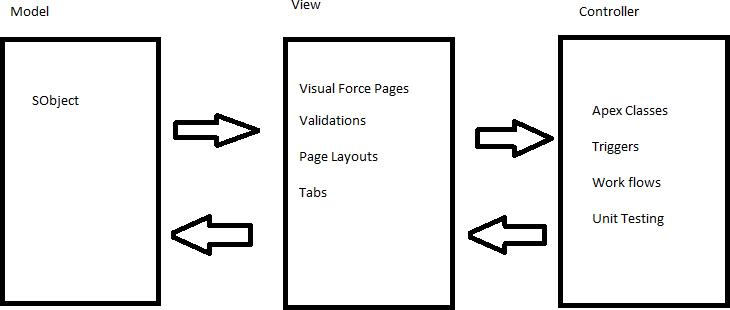 Model
View
Controller
SObject
Visual Force Pages
Validations
Page Layouts
Tabs
Apex Classes
Triggers
Work flows
Unit Testing